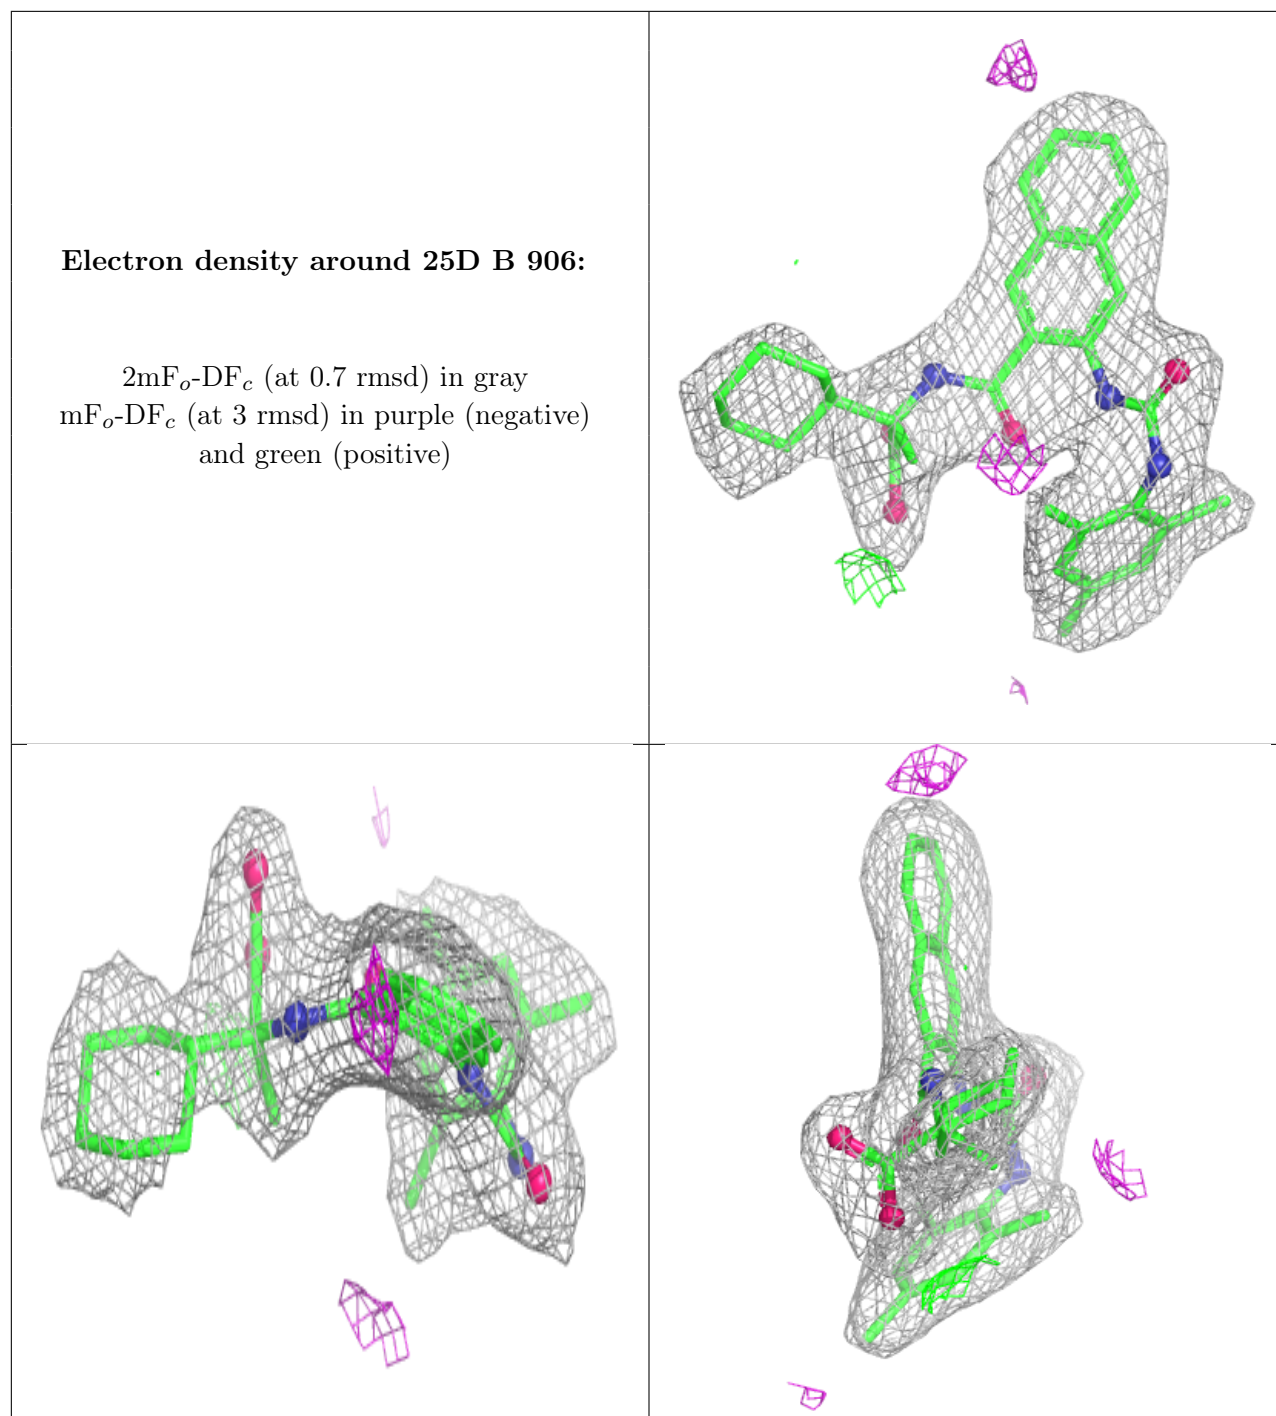 Electron density around 25D B 906:
2mFo-DFc (at 0.7 rmsd) in gray
mFo-DFc (at 3 rmsd) in purple (negative)
and green (positive)